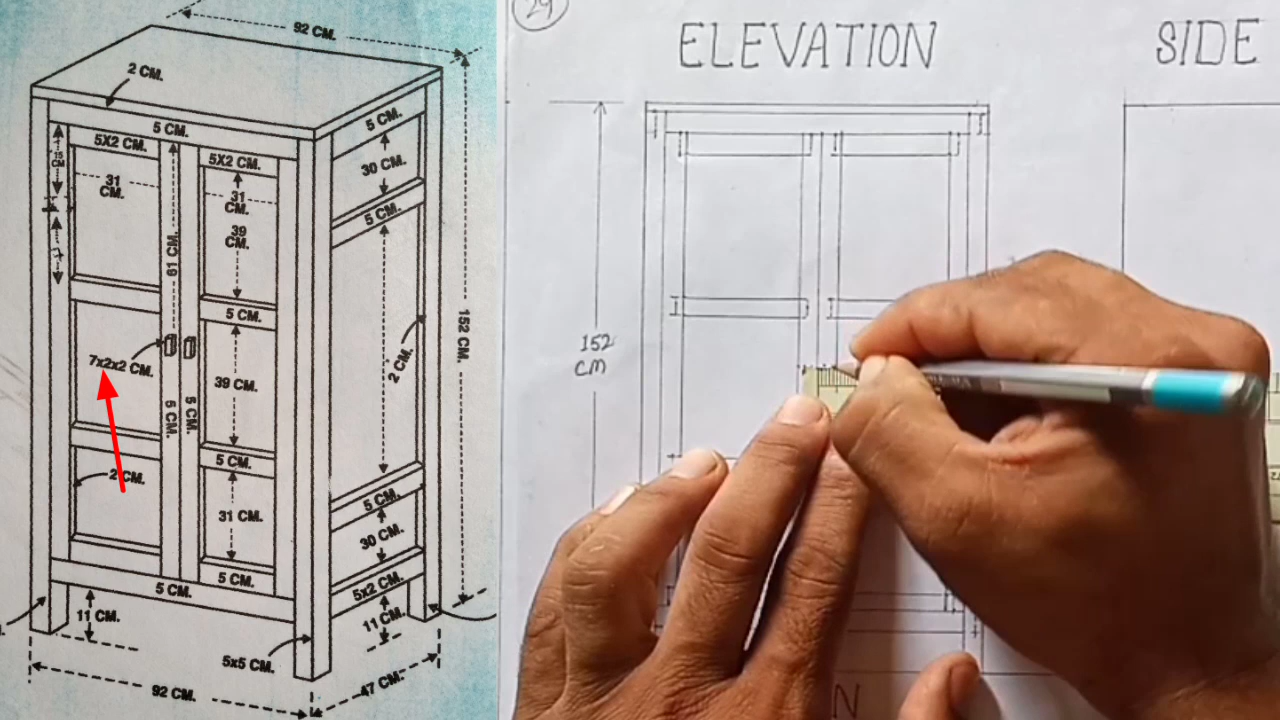 92 CM.
2 CM.
5 CM.
5X2 CM.
5X2 CM.
15 CM
31 CM.
31 CM.
39 CM.
5 CM.
30 CM.
5 CM.
19 CM.
152 CM.
2 CM.
5 CM.
7x2x2 CM.
39 CM.
5 CM.
5 CM.
2 CM.
5 CM.
31 CM.
5 CM.
5 CM.
5 CM.
30 CM.
5x2 CM.
11 CM.
11 CM.
5x5 CM.
92 CM.
47 CM.
29
ELEVATION
SIDE
152
CM
N